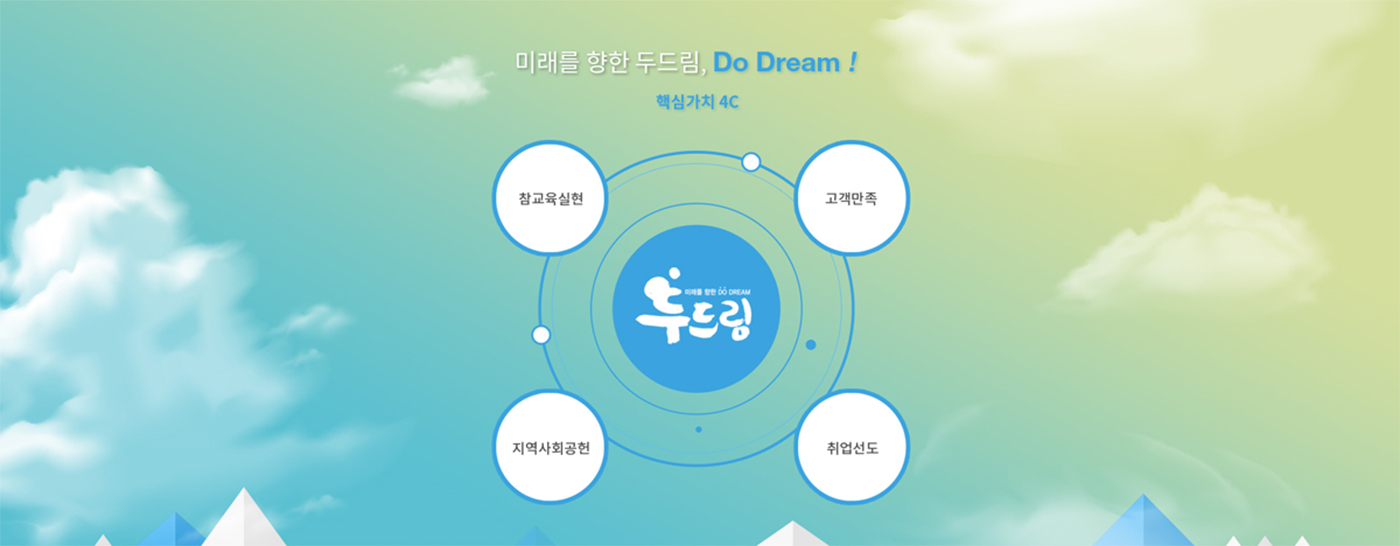 미래를 향한 두드림, Do Dream !
핵심가치 4C
참교육실현
고객만족
미래를 향한 DO DREAM
두드림
지역사회공헌
취업선도